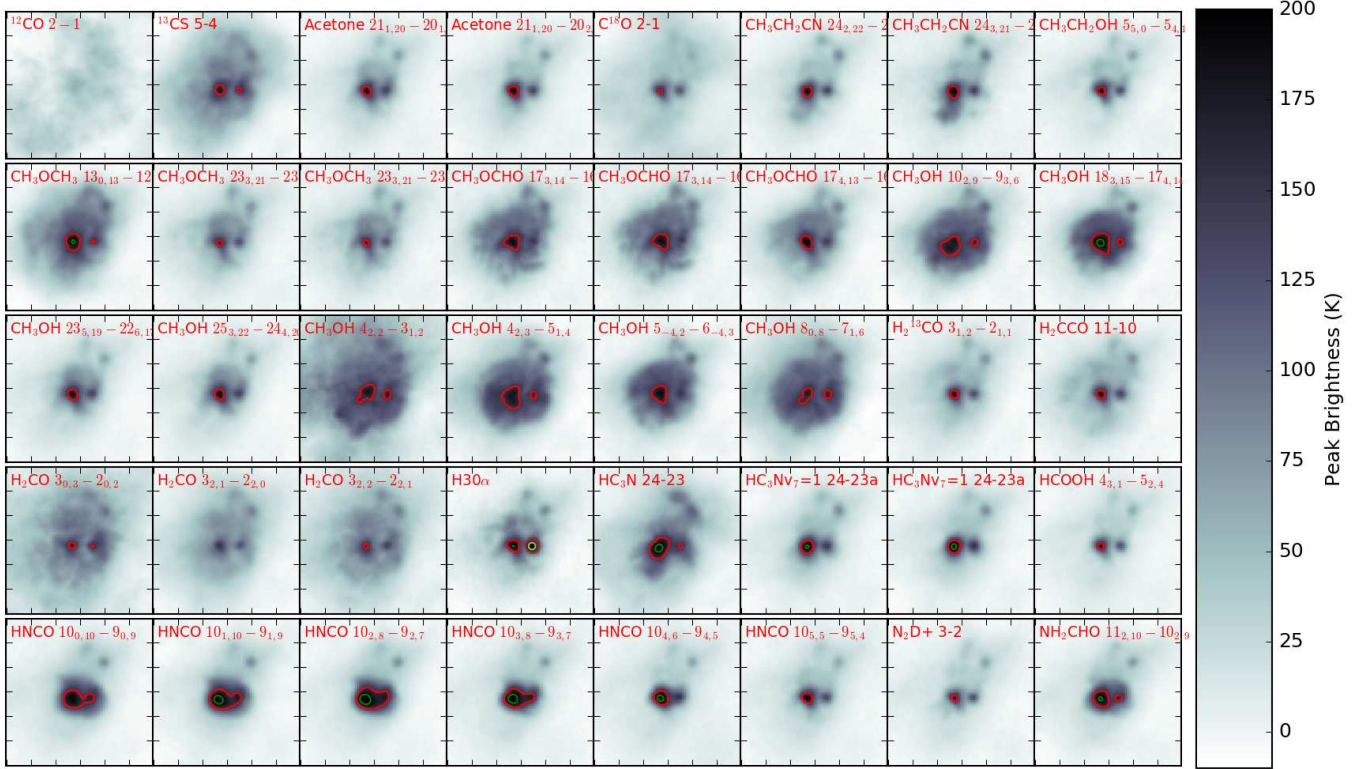 ¹²CO 2 − 1
¹³CS 5-4
Acetone 21₁,₂₀ − 20₁,
Acetone 21₁,₂₀ − 20₂,
C¹⁸O 2-1
CH₃CH₂CN 24₂,₂₂ − 2
CH₃CH₂CN 24₃,₂₁ − 2
CH₃CH₂OH 5₅,₀ − 5₄,₁
CH₃OCH₃ 13₀,₁₃ − 12
CH₃OCH₃ 23₃,₂₁ − 23
CH₃OCH₃ 23₃,₂₁ − 23
CH₃OCHO 17₃,₁₄ − 16
CH₃OCHO 17₃,₁₄ − 16
CH₃OCHO 17₄,₁₃ − 16
CH₃OH 10₂,₉ − 9₃,₆
CH₃OH 18₃,₁₅ − 17₄,₁₄
CH₃OH 23₅,₁₉ − 22₆,₁₇
CH₃OH 25₃,₂₂ − 24₄,₂₀
CH₃OH 4₂,₂ − 3₁,₂
CH₃OH 4₂,₃ − 5₁,₄
CH₃OH 5₋₄,₂ − 6₋₄,₃
CH₃OH 8₀,₈ − 7₁,₆
H₂¹³CO 3₁,₂ − 2₁,₁
H₂CCO 11-10
H₂CO 3₀,₃ − 2₀,₂
H₂CO 3₂,₁ − 2₂,₀
H₂CO 3₂,₂ − 2₂,₁
H30α
HC₃N 24-23
HC₃Nv₇=1 24-23a
HC₃Nv₇=1 24-23a
HCOOH 4₃,₁ − 5₂,₄
HNCO 10₀,₁₀ − 9₀,₉
HNCO 10₁,₁₀ − 9₁,₉
HNCO 10₂,₈ − 9₂,₇
HNCO 10₃,₈ − 9₃,₇
HNCO 10₄,₆ − 9₄,₅
HNCO 10₅,₅ − 9₅,₄
N₂D+ 3-2
NH₂CHO 11₂,₁₀ − 10₂,₉
200
175
150
125
100
75
50
25
0
Peak Brightness (K)